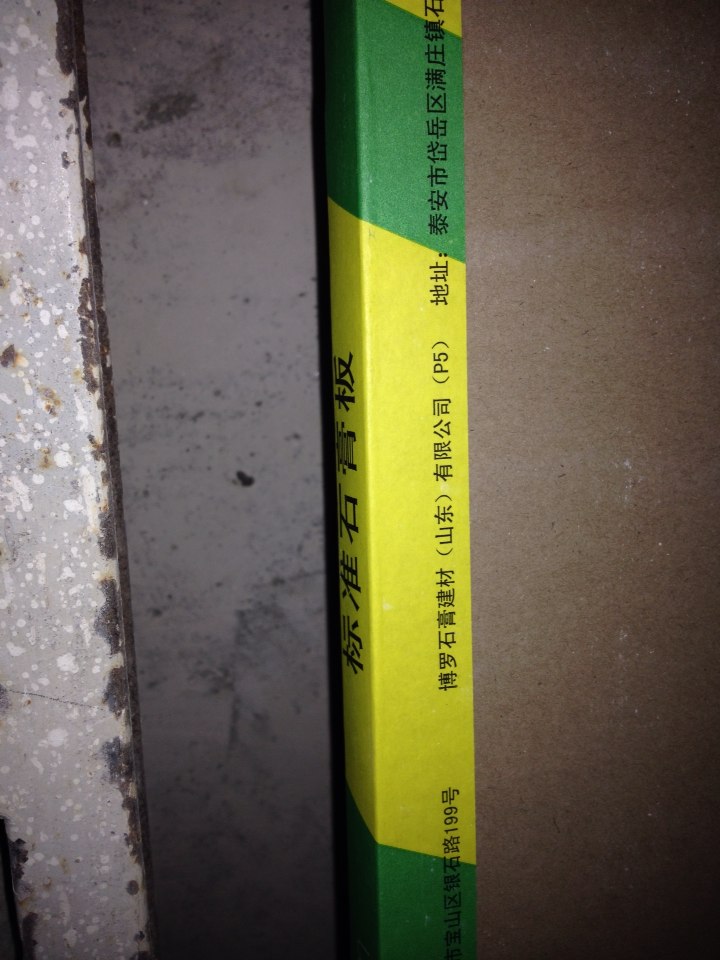 标准石膏板
市宝山区银石路199号 博罗石膏建材（山东）有限公司（P5） 地址：泰安市岱岳区满庄镇石